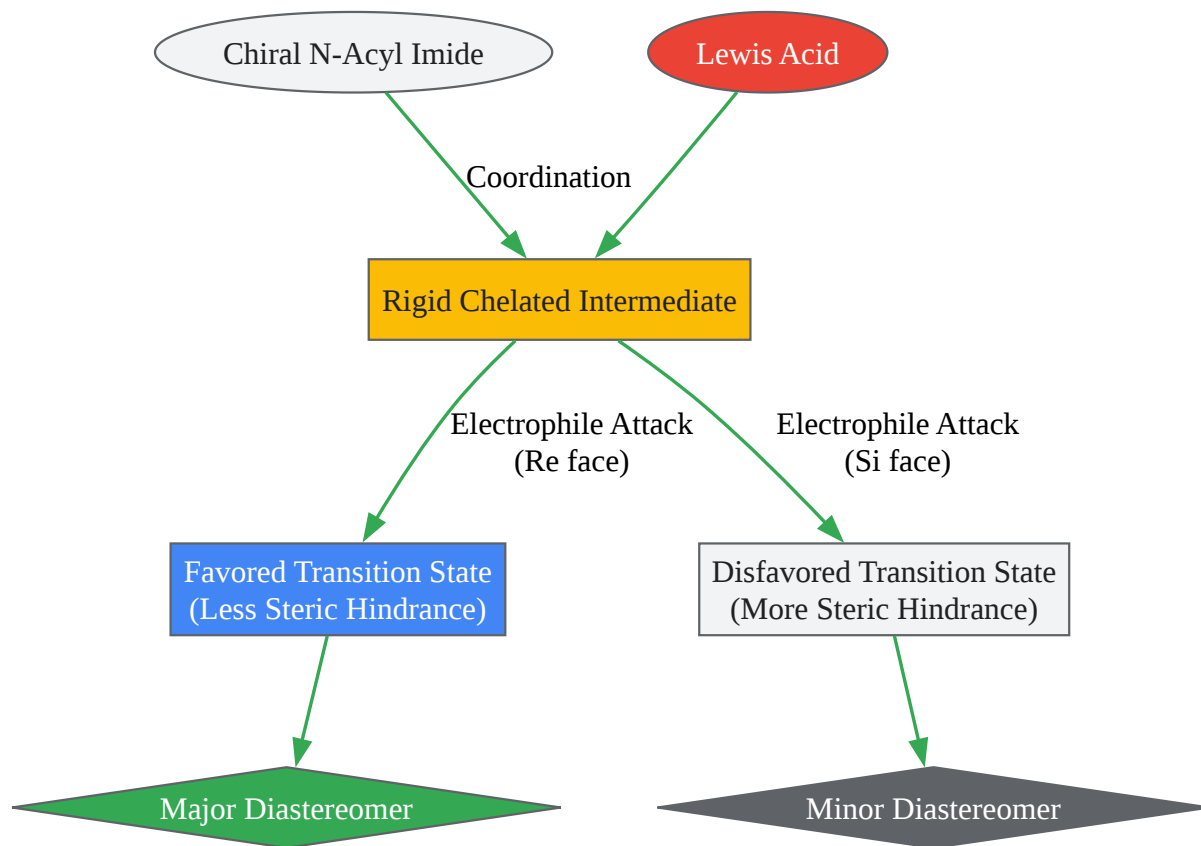 Chiral N-Acyl Imide
Lewis Acid
Coordination
Rigid Chelated Intermediate
Electrophile Attack
(Re face)
Electrophile Attack
(Si face)
Favored Transition State
(Less Steric Hindrance)
Disfavored Transition State
(More Steric Hindrance)
Major Diastereomer
Minor Diastereomer